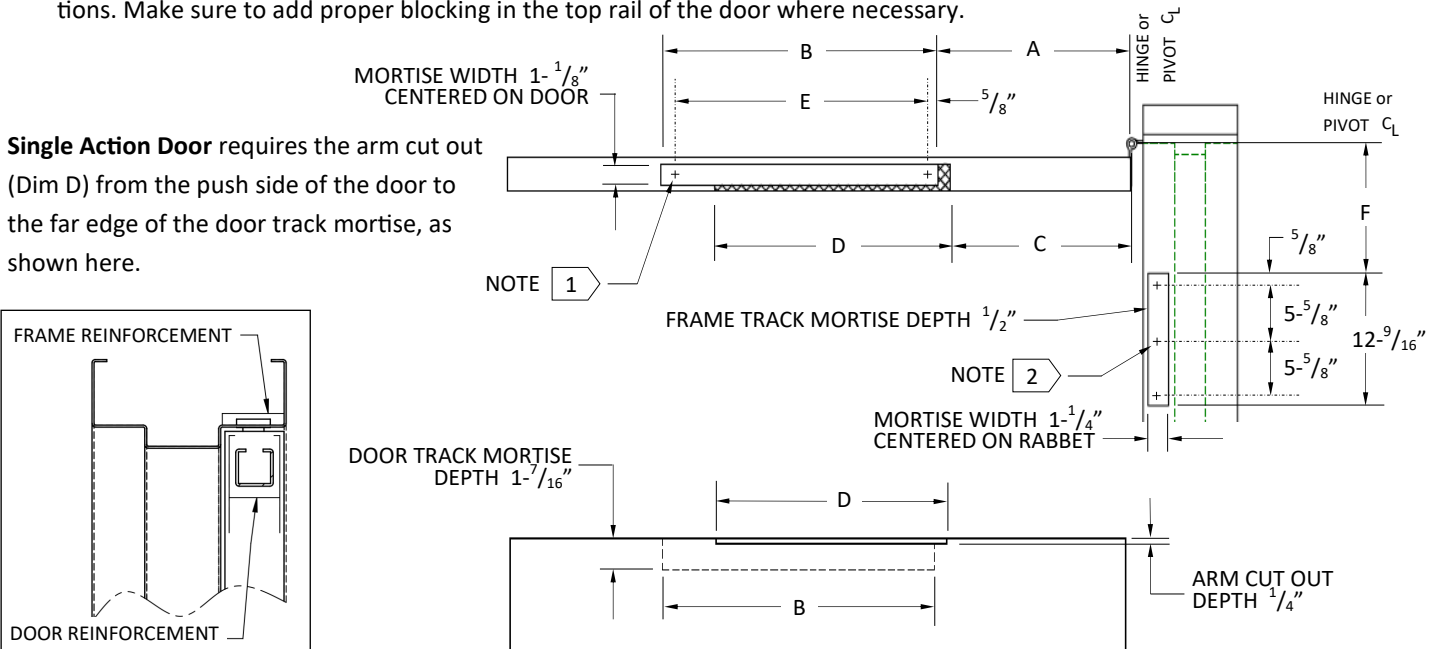 tions. Make sure to add proper blocking in the top rail of the door where necessary.
HINGE or
PIVOT CL
B
A
MORTISE WIDTH 1- 1/8”
CENTERED ON DOOR
E
5/8”
HINGE or
PIVOT CL
Single Action Door requires the arm cut out
(Dim D) from the push side of the door to
the far edge of the door track mortise, as
shown here.
F
D
C
5/8”
NOTE 1
FRAME TRACK MORTISE DEPTH 1/2”
5-5/8”
12-9/16”
5-5/8”
NOTE 2
MORTISE WIDTH 1-1/4”
CENTERED ON RABBET
FRAME REINFORCEMENT
DOOR TRACK MORTISE
DEPTH 1-7/16”
D
B
ARM CUT OUT
DEPTH 1/4”
DOOR REINFORCEMENT